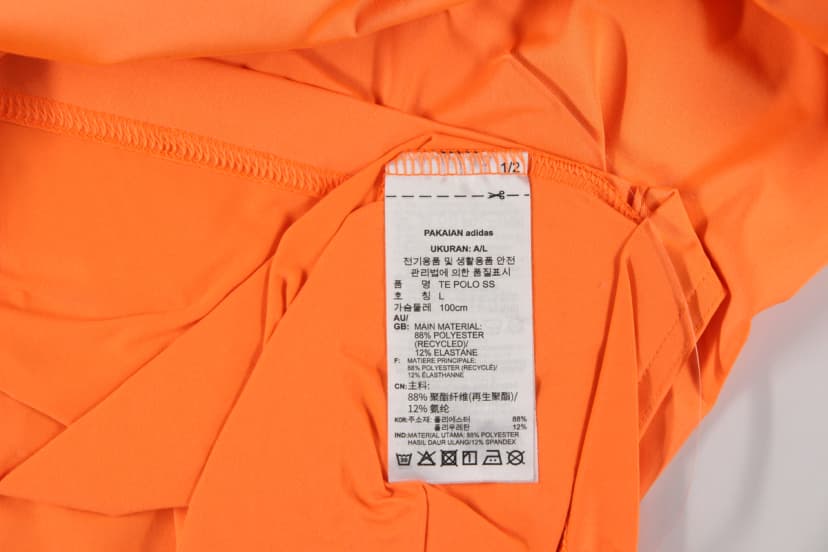 1/2
PAKAIAN adidas
UKURAN: A/L
전기용품 및 생활용품 안전
관리법에 의한 품질표시
품 명 TE POLO SS
호 칭 L
가슴둘레 100cm
AU/
GB: MAIN MATERIAL:
88% POLYESTER
(RECYCLED)/
12% ELASTANE
F: MATIERE PRINCIPALE:
88% POLYESTER (RECYCLÉ)/
12% ÉLASTHANNE
CN: 主料:
88% 聚酯纤维(再生聚酯)/
12% 氨纶
KOR: 주소재: 폴리에스터 88%
폴리우레탄 12%
IND: MATERIAL UTAMA: 88% POLYESTER
HASIL DAUR ULANG/12% SPANDEX